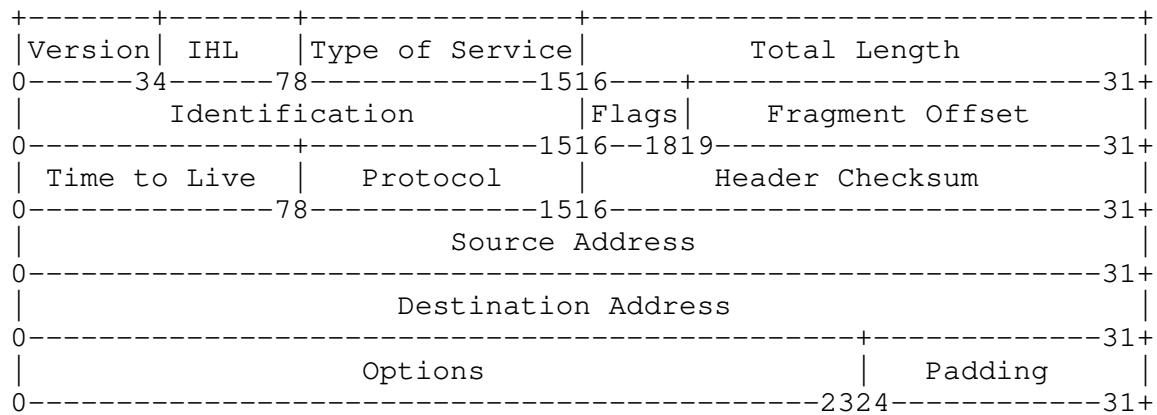 +-------+-------+---------------+-------------------------------+
|Version| IHL   |Type of Service|         Total Length          |
0------34------78-------------1516----+-----------------------31+
|        Identification         |Flags|    Fragment Offset      |
0---------------+-------------1516--1819----------------------31+
| Time to Live  |   Protocol    |       Header Checksum         |
0--------------78-------------1516----------------------------31+
|                        Source Address                         |
0-------------------------------------------------------------31+
|                     Destination Address                       |
0-----------------------------------------------+-------------31+
|                   Options                     |   Padding     |
0---------------------------------------------2324------------31+